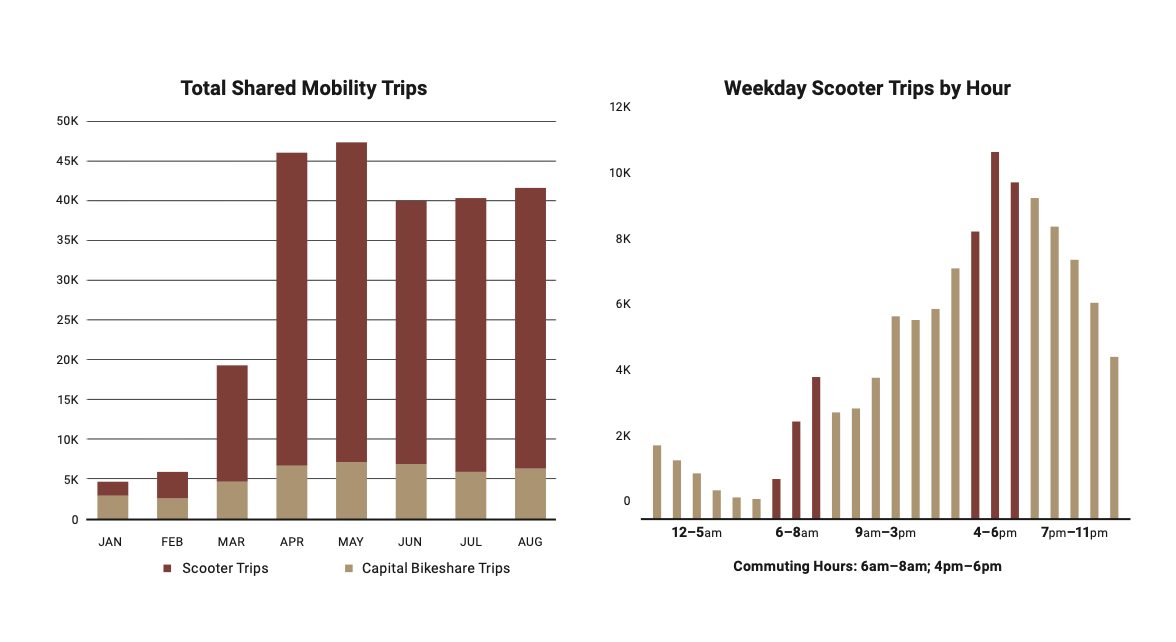 Total Shared Mobility Trips
50K
45K
40K
35K
30K
25K
20K
15K
10K
5K
0
JAN FEB MAR APR MAY JUN JUL AUG
Scooter Trips Capital Bikeshare Trips
Weekday Scooter Trips by Hour
12K
10K
8K
6K
4K
2K
0
12–5am 6–8am 9am–3pm 4–6pm 7pm–11pm
Commuting Hours: 6am–8am; 4pm–6pm